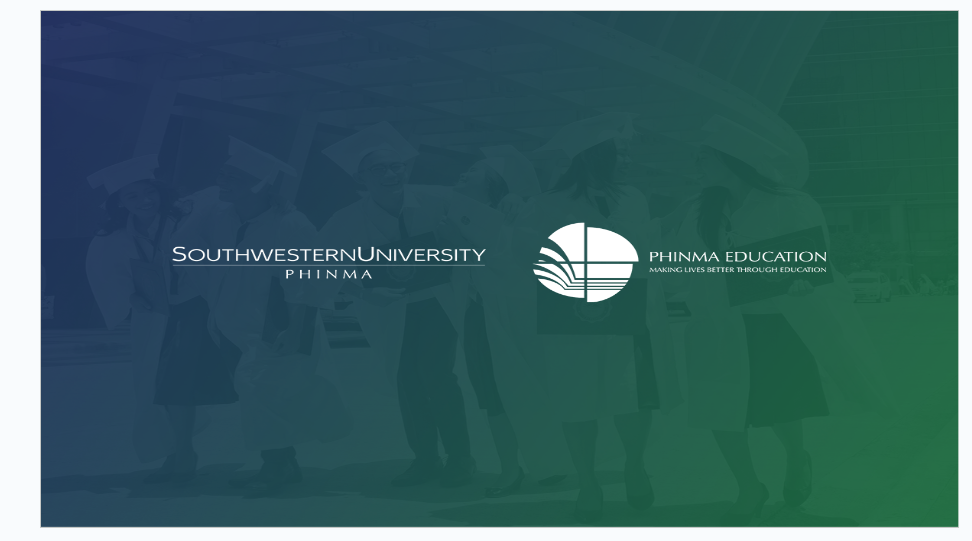 SOUTHWESTERNUNIVERSITY
PHINMA
PHINMA EDUCATION
MAKING LIVES BETTER THROUGH EDUCATION